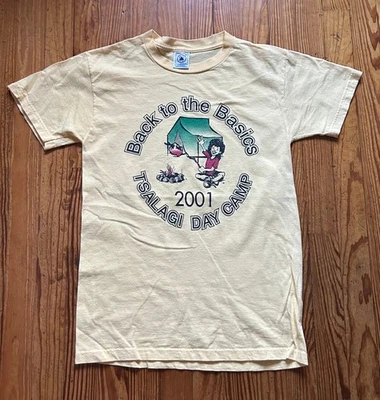 Back to the Basics
2001
TSALAGI DAY CAMP